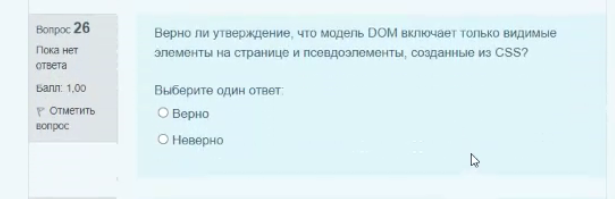 Вопрос 26
Пока нет
ответа
Балл: 1,00
Отметить
вопрос
Верно ли утверждение, что модель DOM включает только видимые
элементы на странице и псевдоэлементы, созданные из CSS?
Выберите один ответ:
Верно
Неверно